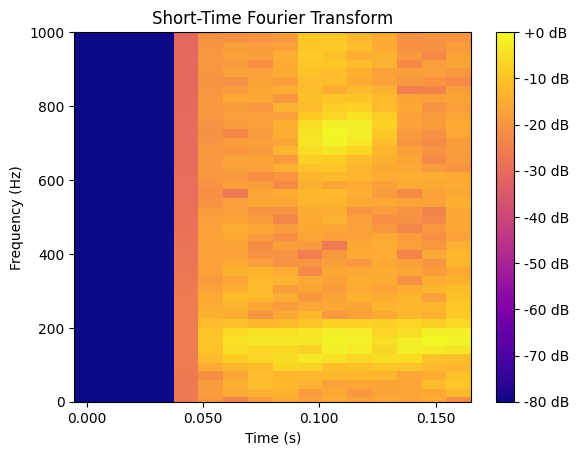 Short-Time Fourier Transform
1000
800
600
400
200
0
Frequency (Hz)
0.000
0.050
0.100
0.150
Time (s)
+0 dB
-10 dB
-20 dB
-30 dB
-40 dB
-50 dB
-60 dB
-70 dB
-80 dB